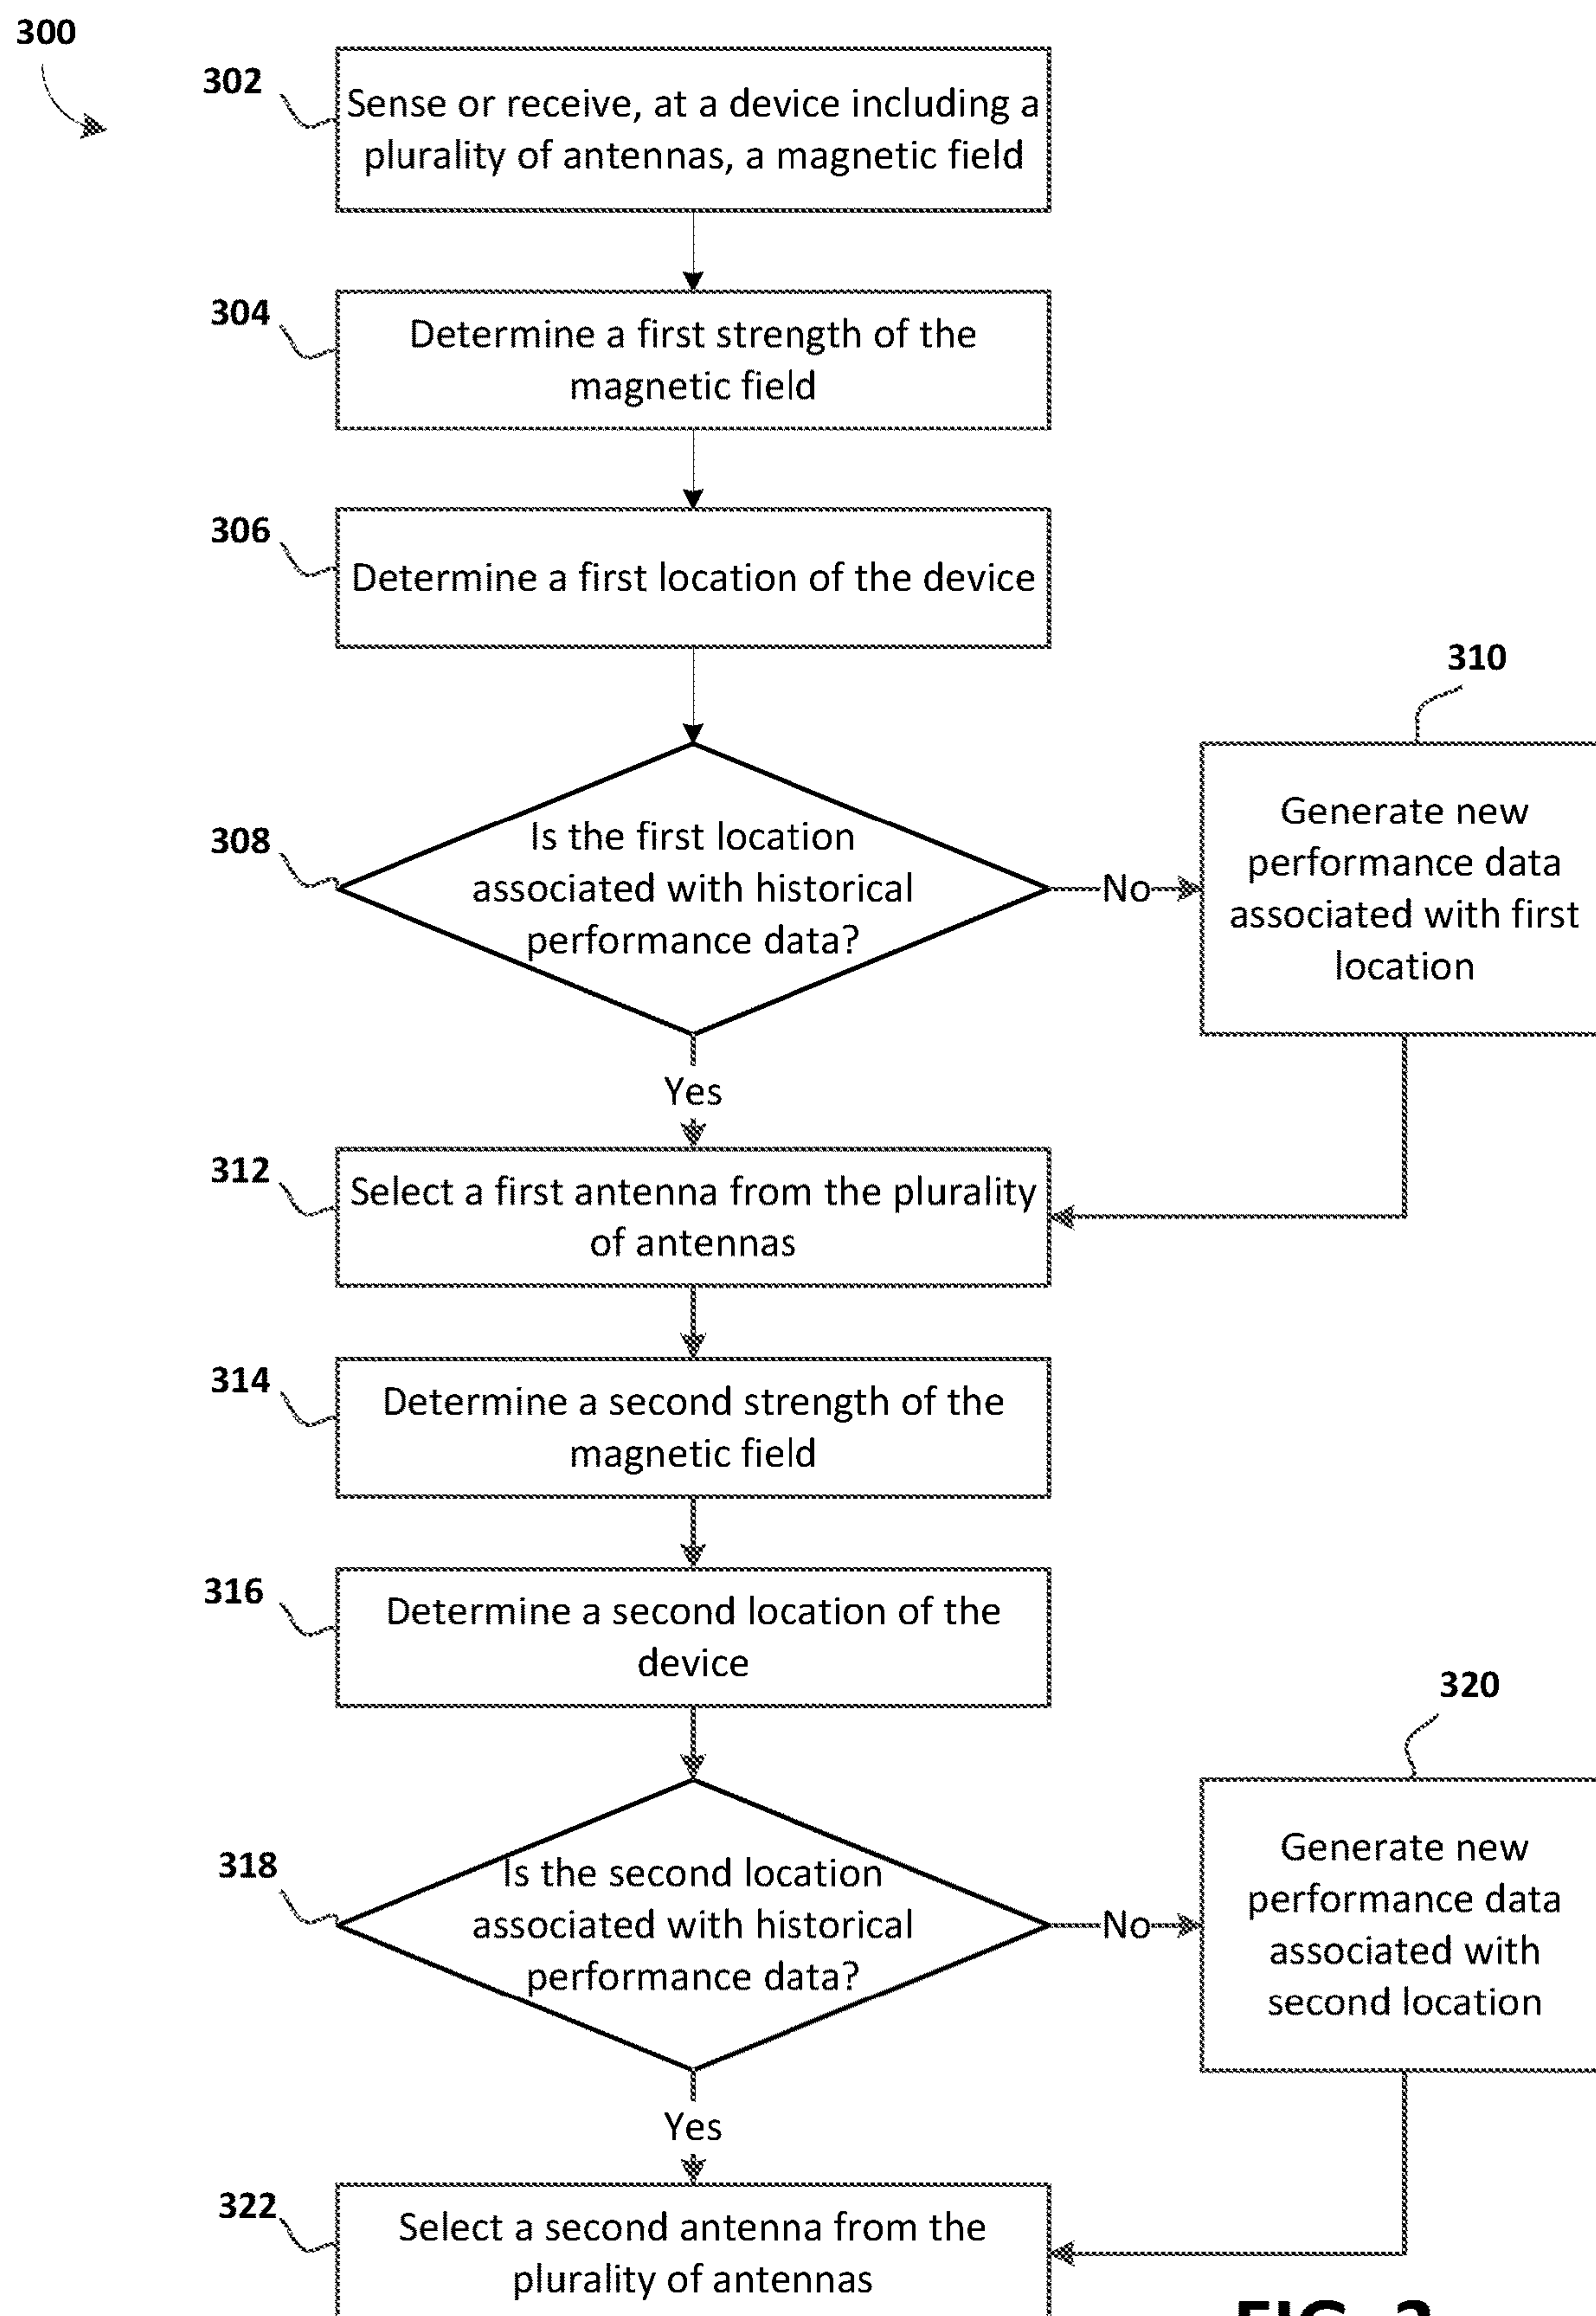 300
302
Sense or receive, at a device including a
plurality of antennas, a magnetic field
304
Determine a first strength of the
magnetic field
306
Determine a first location of the device
308
Is the first location
associated with historical
performance data?
No
310
Generate new
performance data
associated with first
location
Yes
312
Select a first antenna from the plurality
of antennas
314
Determine a second strength of the
magnetic field
316
Determine a second location of the
device
318
Is the second location
associated with historical
performance data?
No
320
Generate new
performance data
associated with
second location
Yes
322
Select a second antenna from the
plurality of antennas
FIG.